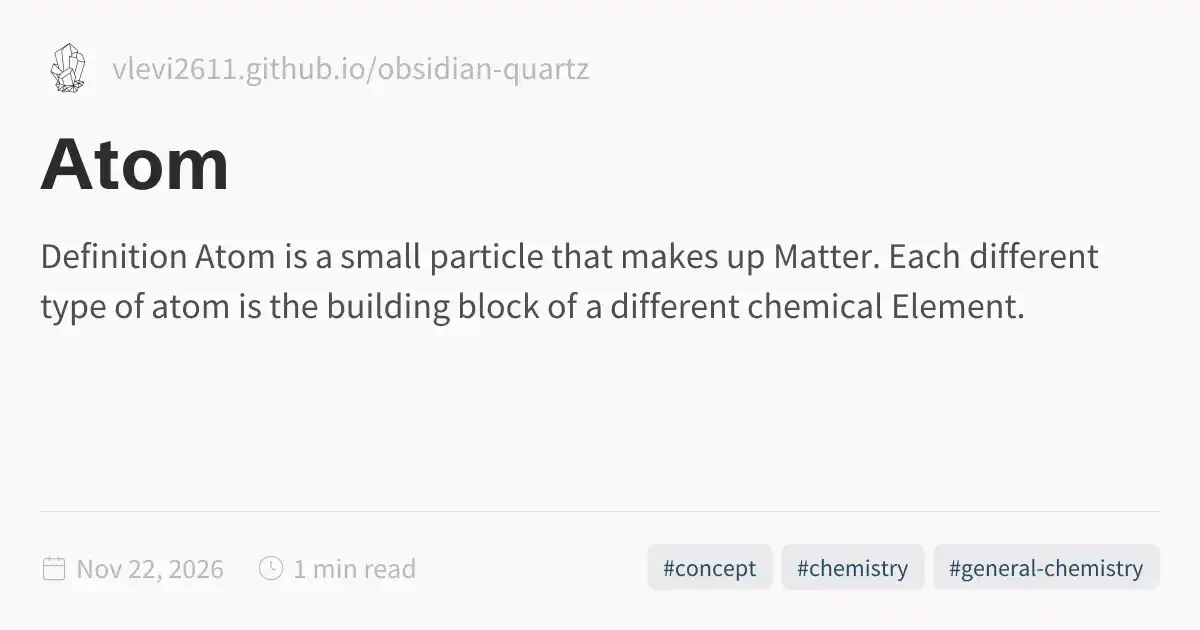 vlevi2611.github.io/obsidian-quartz
Atom
Definition Atom is a small particle that makes up Matter. Each different
type of atom is the building block of a different chemical Element.
Nov 22, 2026 1 min read #concept #chemistry #general-chemistry